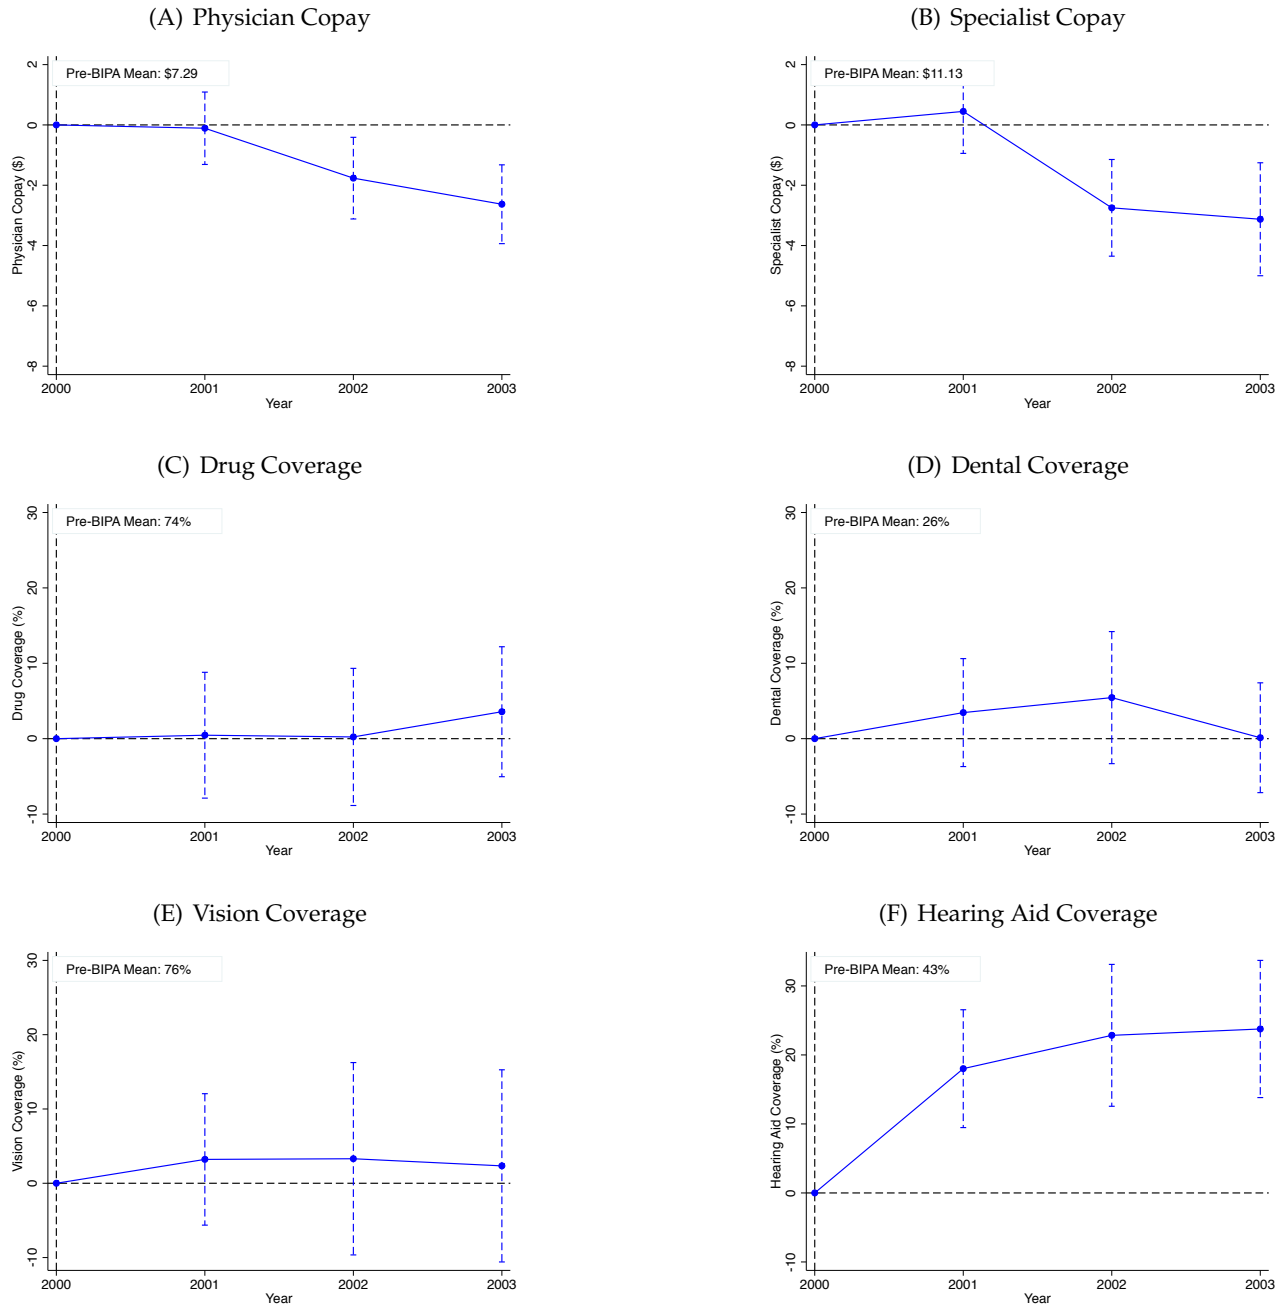 (A) Physician Copay
Pre-BIPA Mean: $7.29
Physician Copay ($)
2
0
-2
-4
-6
-8
2000 2001 2002 2003
Year
(B) Specialist Copay
Pre-BIPA Mean: $11.13
Specialist Copay ($)
2
0
-2
-4
-6
-8
2000 2001 2002 2003
Year
(C) Drug Coverage
Pre-BIPA Mean: 74%
Drug Coverage (%)
30
20
10
0
-10
2000 2001 2002 2003
Year
(D) Dental Coverage
Pre-BIPA Mean: 26%
Dental Coverage (%)
30
20
10
0
-10
2000 2001 2002 2003
Year
(E) Vision Coverage
Pre-BIPA Mean: 76%
Vision Coverage (%)
30
20
10
0
-10
2000 2001 2002 2003
Year
(F) Hearing Aid Coverage
Pre-BIPA Mean: 43%
Hearing Aid Coverage (%)
30
20
10
0
-10
2000 2001 2002 2003
Year